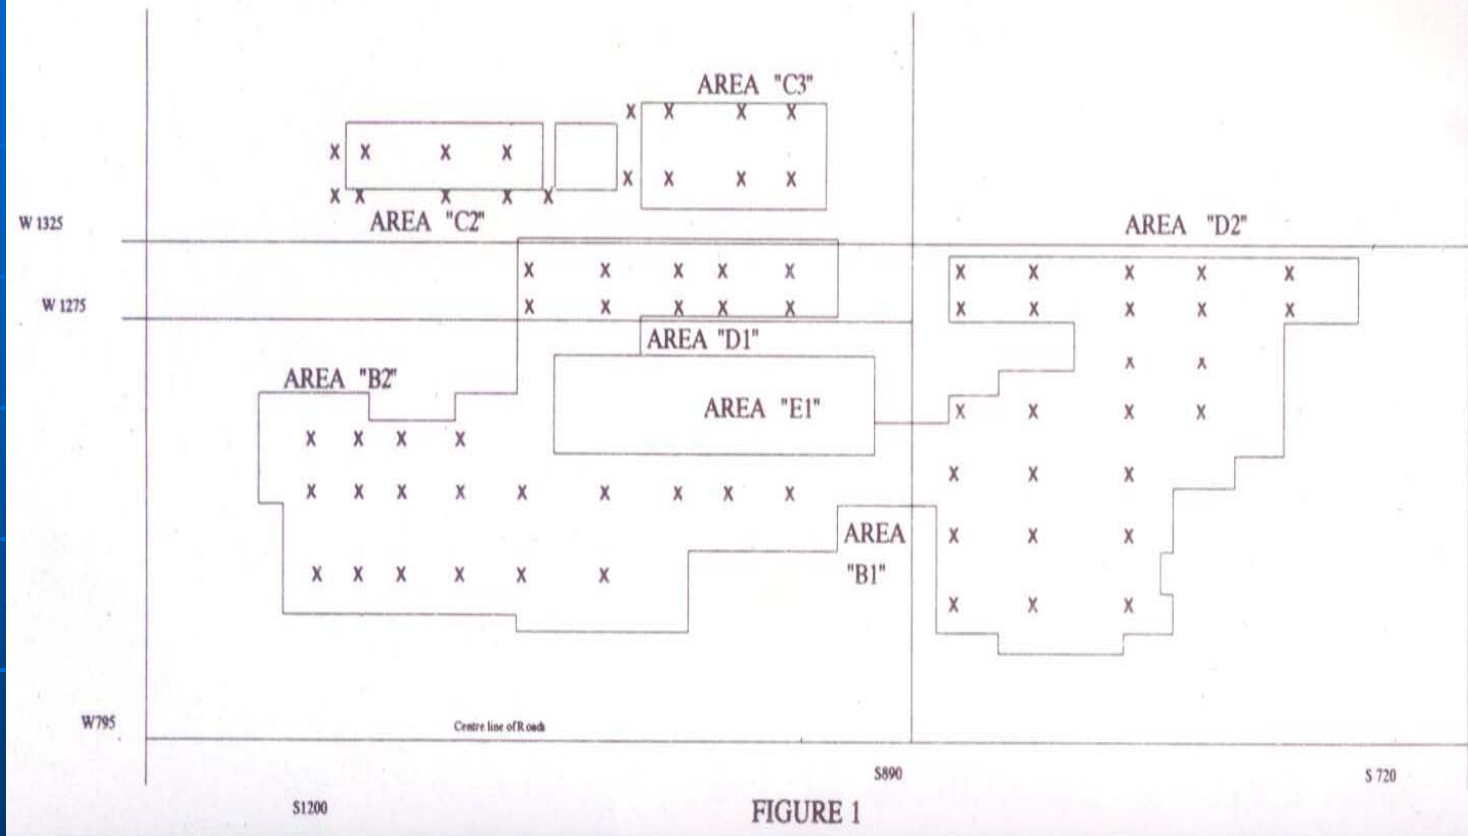 AREA "C3"
X X X X
X X X X
X X X X
X X X X X
AREA "C2"
W 1325
AREA "D2"
X X X X X X X X X X
W 1275
X X X X X X X X X X
AREA "D1"
X X
AREA "B2"
AREA "E1"
X X X X
X X X X
X X X
X X X X X X X X X
AREA
"B1"
X X X
X X X X X X
X X X
W795
Centre line of Roads
S890
S 720
S1200
FIGURE 1